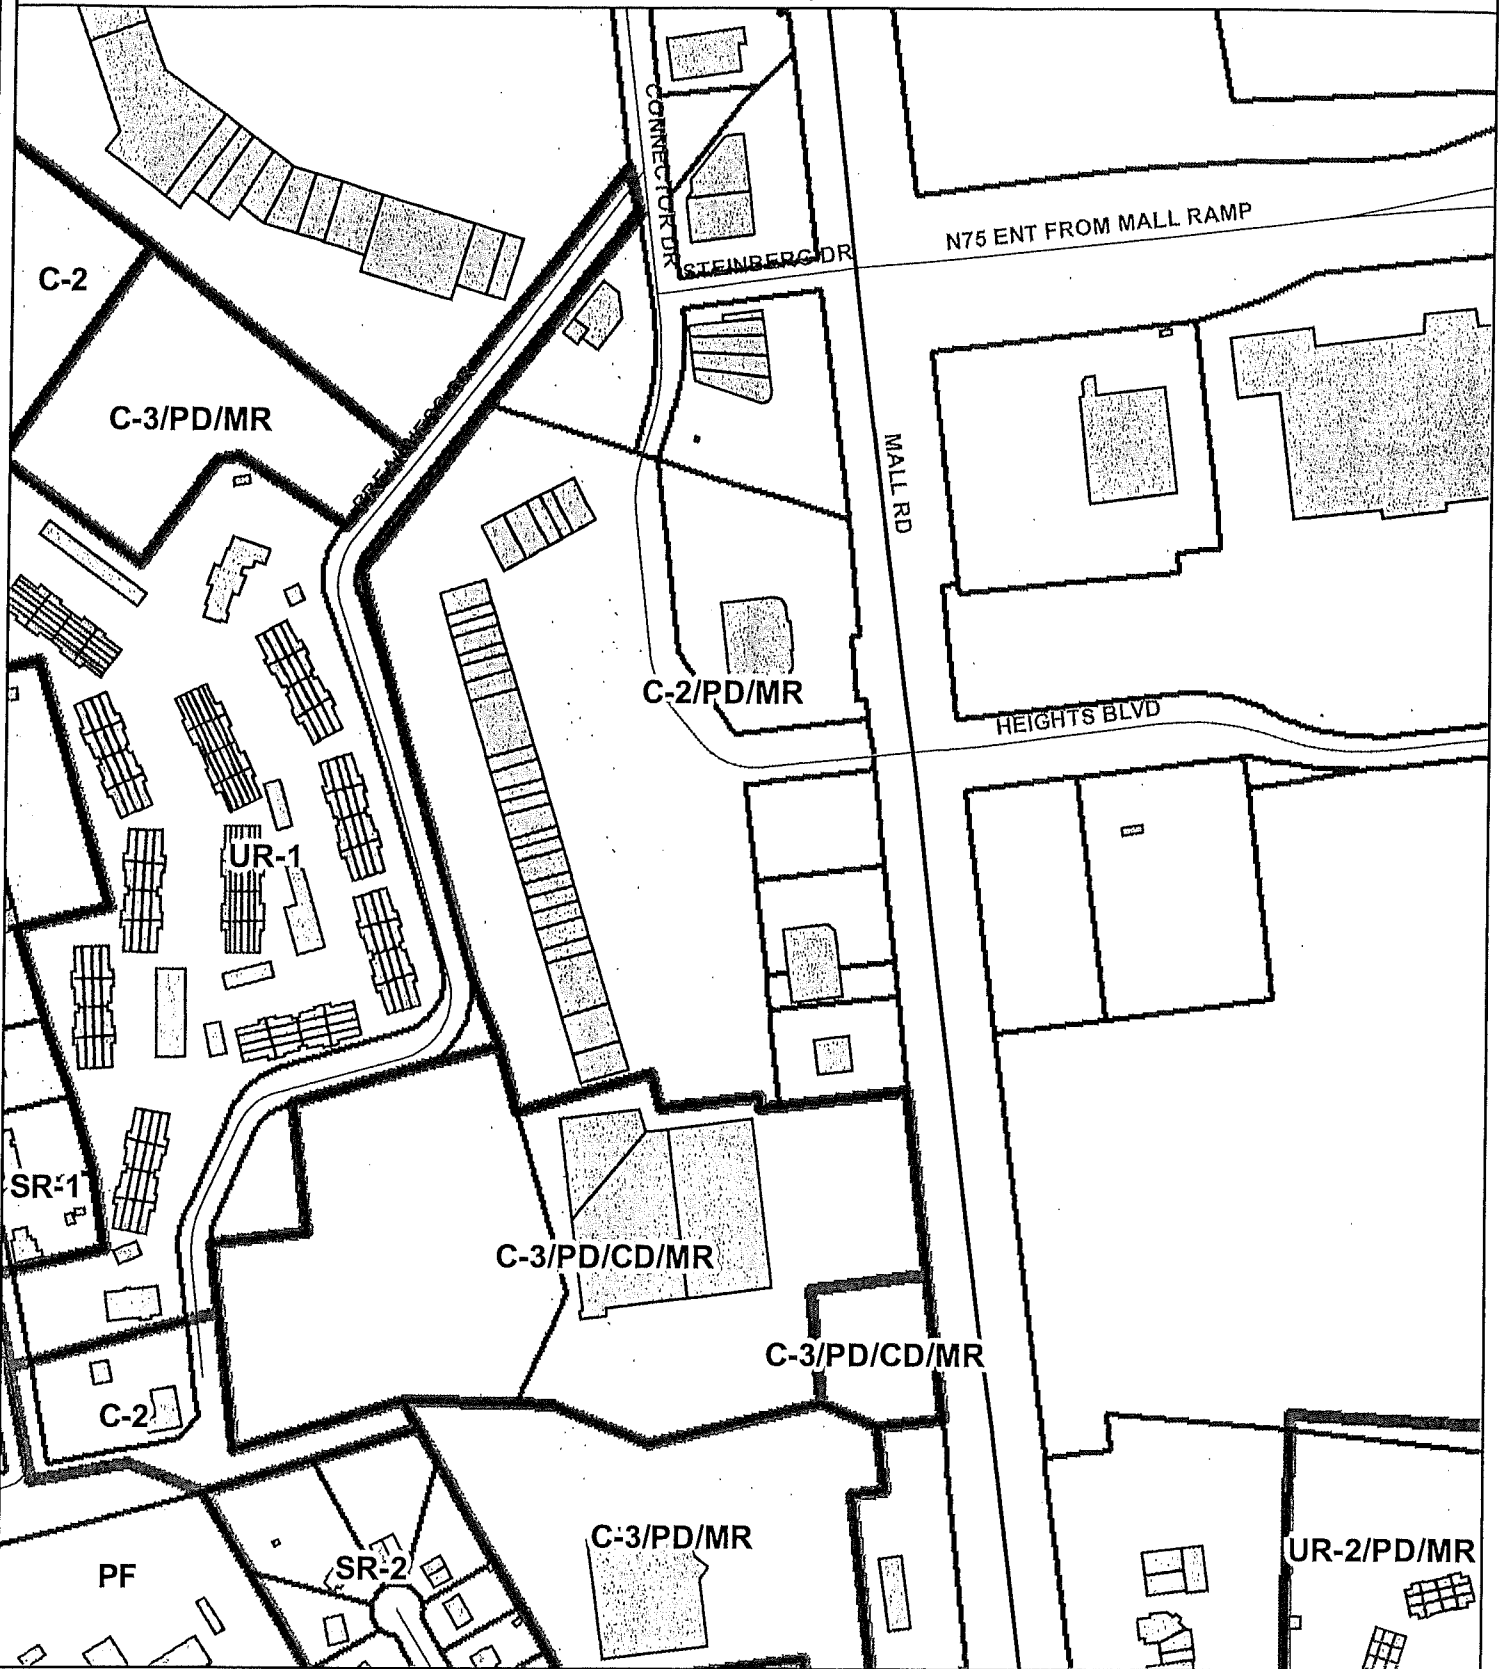 CONNECTOR DR
N75 ENT FROM MALL RAMP
STEINBERG DR
C-2
C-3/PD/MR
MALL RD
C-2/PD/MR
HEIGHTS BLVD
UR-1
SR-1
C-3/PD/CD/MR
C-3/PD/CD/MR
C-2
C-3/PD/MR
UR-2/PD/MR
SR-2
PF